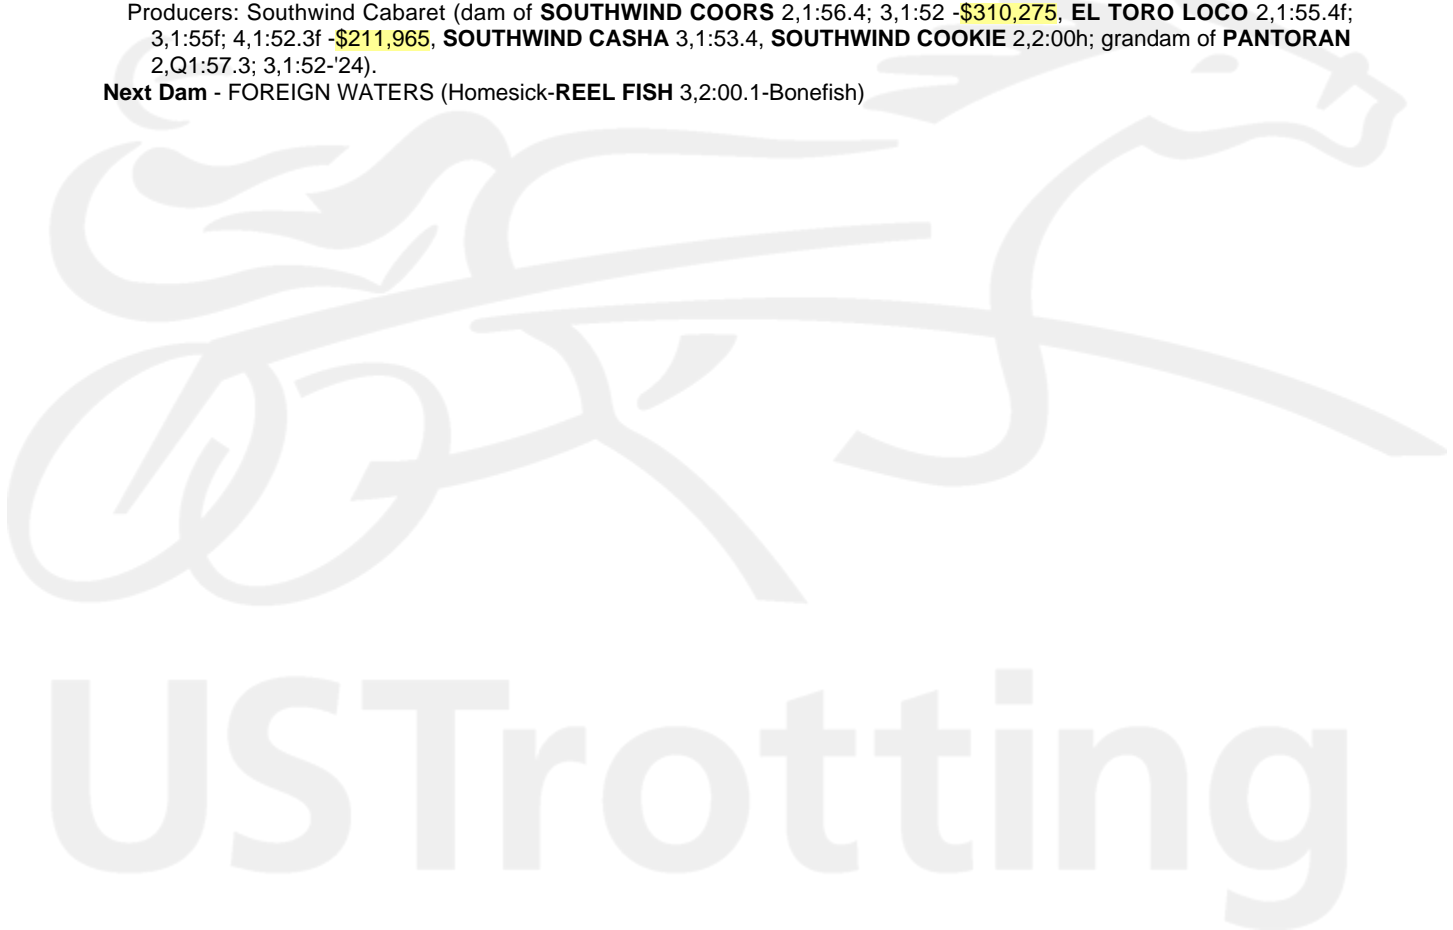 Producers: Southwind Cabaret (dam of SOUTHWIND COORS 2,1:56.4; 3,1:52 -$310,275, EL TORO LOCO 2,1:55.4f;
3,1:55f; 4,1:52.3f -$211,965, SOUTHWIND CASHA 3,1:53.4, SOUTHWIND COOKIE 2,2:00h; grandam of PANTORAN
2,Q1:57.3; 3,1:52-'24).
Next Dam - FOREIGN WATERS (Homesick-REEL FISH 3,2:00.1-Bonefish)
USTrotting